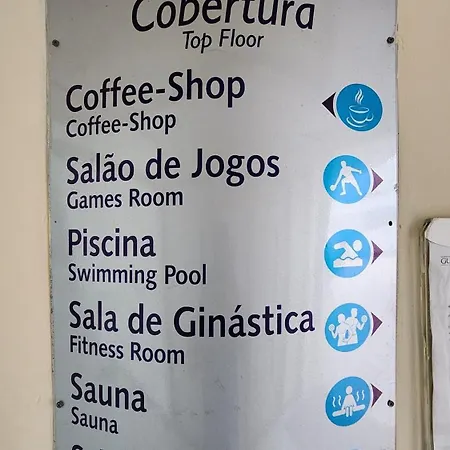 Cobertura
Top Floor
Coffee-Shop
Coffee-Shop
Salão de Jogos
Games Room
Piscina
Swimming Pool
Sala de Ginástica
Fitness Room
Sauna
Sauna